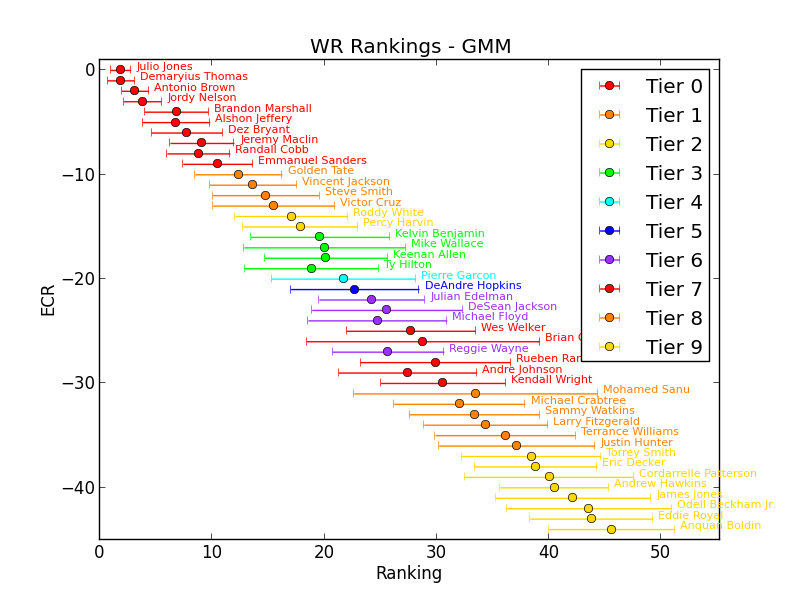 WR Rankings - GMM
0
−10
−20
−30
−40
ECR
Julio Jones
Demaryius Thomas
Antonio Brown
Jordy Nelson
Brandon Marshall
Alshon Jeffery
Dez Bryant
Jeremy Maclin
Randall Cobb
Emmanuel Sanders
Golden Tate
Vincent Jackson
Steve Smith
Victor Cruz
Roddy White
Percy Harvin
Kelvin Benjamin
Mike Wallace
Keenan Allen
Ty Hilton
Pierre Garcon
DeAndre Hopkins
Julian Edelman
DeSean Jackson
Michael Floyd
Wes Welker
Brian
Reggie Wayne
Rueben
Andre Johnson
Kendall Wright
Mohamed Sanu
Michael Crabtree
Sammy Watkins
Larry Fitzgerald
Terrance Williams
Justin Hunter
Torrey Smith
Eric Decker
Cordarrelle Patterson
Andrew Hawkins
James Jones
Odell Beckham Jr.
Eddie Royal
Anquan Boldin
Tier 0
Tier 1
Tier 2
Tier 3
Tier 4
Tier 5
Tier 6
Tier 7
Tier 8
Tier 9
0 10 20 30 40 50
Ranking